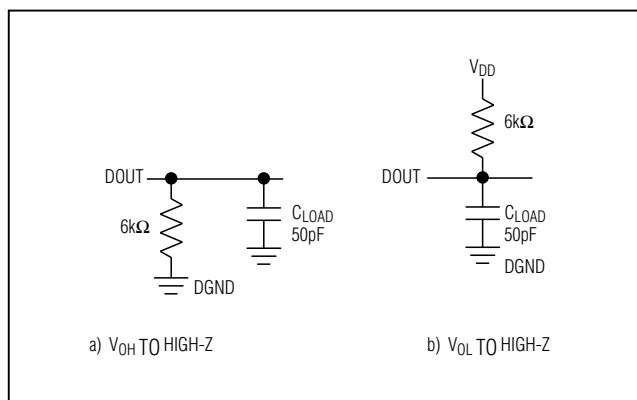 DOUT
6kΩ
DGND
CLOAD
50pF
a) VOH TO HIGH-Z
VDD
6kΩ
DOUT
CLOAD
50pF
DGND
b) VOL TO HIGH-Z